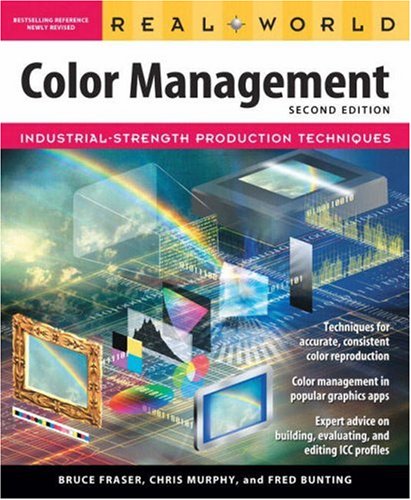 BESTSELLING REFERENCE
NEWLY REVISED
REAL WORLD
Color Management
SECOND EDITION
INDUSTRIAL-STRENGTH PRODUCTION TECHNIQUES
Techniques for
accurate, consistent
color reproduction
Color management in
popular graphics apps
Expert advice on
building, evaluating, and
editing ICC profiles
BRUCE FRASER, CHRIS MURPHY, and FRED BUNTING